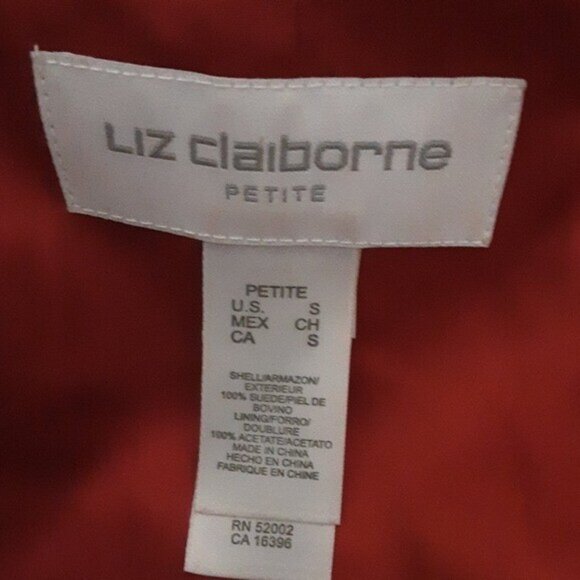 Liz claiborne
PETITE
PETITE
U.S. S
MEX CH
CA S
SHELL/ARMAZON/
EXTERIEUR
100% SUEDE/PIEL DE
BOVINO
LINING/FORRO/
DOUBLURE
100% ACETATE/ACETATO
MADE IN CHINA
HECHO EN CHINA
FABRIQUE EN CHINE
RN 52002
CA 16396